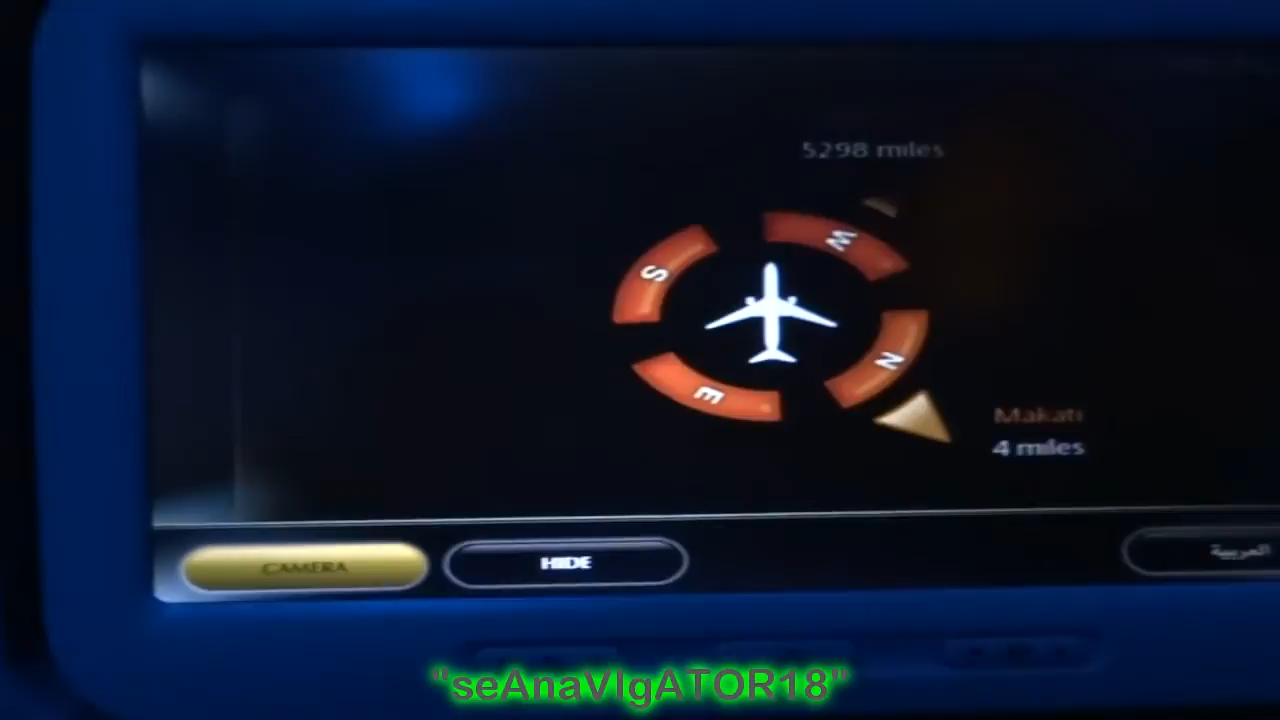 5298 miles
W
S
N
E
Makati
4 miles
CAMERA
HIDE
العربية
"seAnaVIgATOR18"